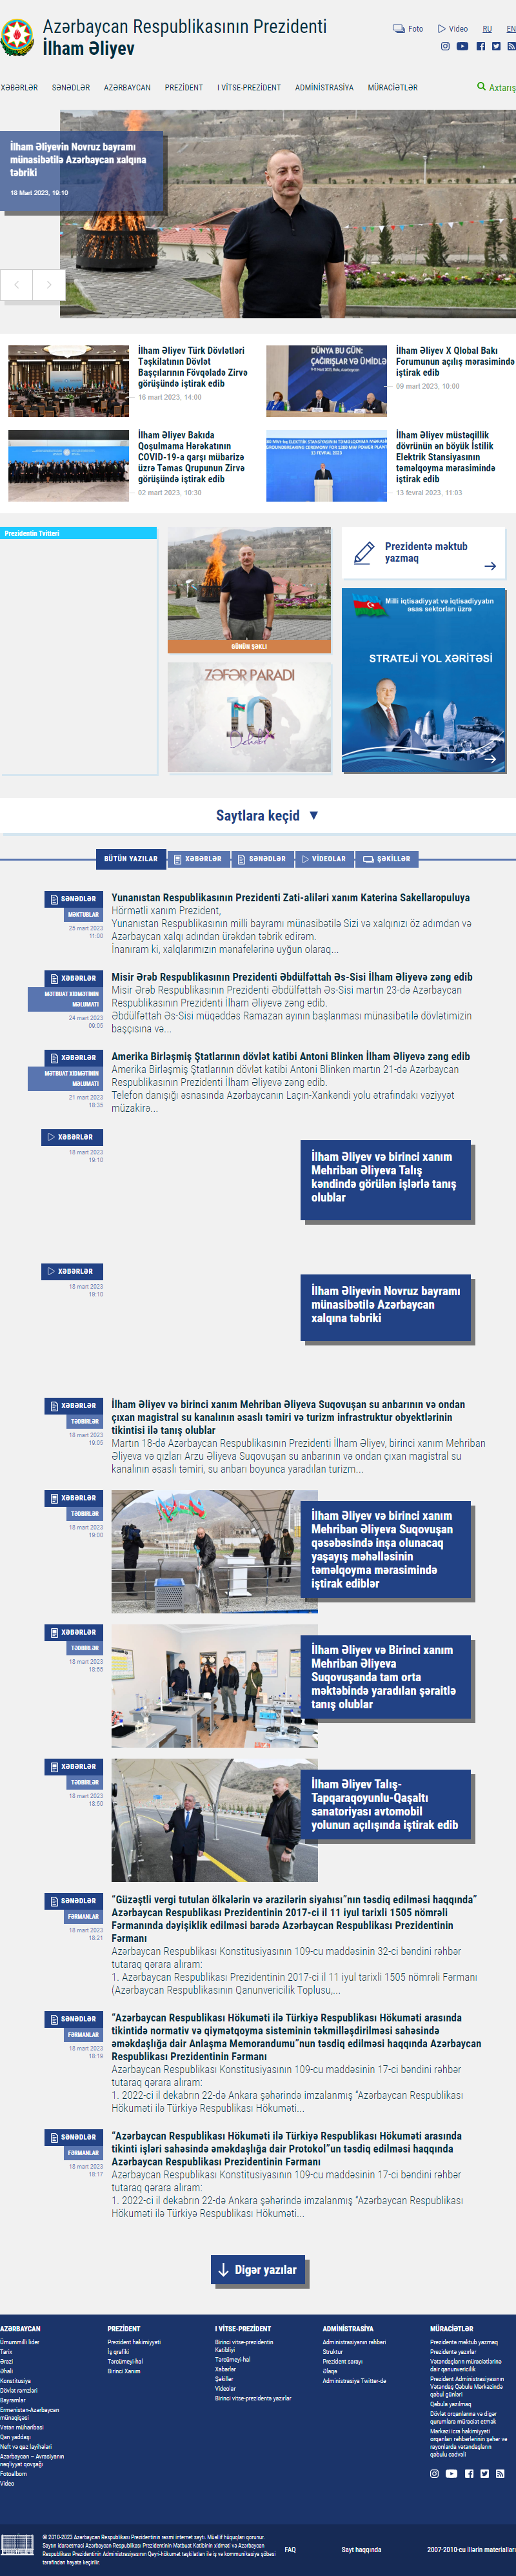 Azərbaycan Respublikasının Prezidenti
İlham Əliyev
Foto
Video
RU
EN
XƏBƏRLƏR
SƏNƏDLƏR
AZƏRBAYCAN
PREZİDENT
I VİTSE-PREZİDENT
ADMİNİSTRASİYA
MÜRACİƏTLƏR
Axtarış
İlham Əliyevin Novruz bayramı
münasibətilə Azərbaycan xalqına
təbriki
18 Mart 2023, 19:10
İlham Əliyev Türk Dövlətləri
Təşkilatının Dövlət
Başçılarının Fövqəladə Zirvə
görüşündə iştirak edib
16 mart 2023, 14:00
DÜNYA BU GÜN:
ÇAĞIRIŞLAR VƏ ÜMİDLƏR
İlham Əliyev X Qlobal Bakı
Forumunun açılış mərasimində
iştirak edib
09 mart 2023, 10:00
İlham Əliyev Bakıda
Qoşulmama Hərəkatının
COVID-19-a qarşı mübarizə
üzrə Təmas Qrupunun Zirvə
görüşündə iştirak edib
02 mart 2023, 10:30
İlham Əliyev müstəqillik
dövrünün ən böyük İstilik
Elektrik Stansiyasının
təməlqoyma mərasimində
iştirak edib
13 fevral 2023, 11:03
Prezidentin Tvitteri
GÜNÜN ŞƏKLİ
ZƏFƏR PARADI
10
Dekabr
Prezidentə məktub
yazmaq
Milli iqtisadiyyat və iqtisadiyyatın
əsas sektorları üzrə
STRATEJİ YOL XƏRİTƏSİ
Saytlara keçid ▼
BÜTÜN YAZILAR
XƏBƏRLƏR
SƏNƏDLƏR
VİDEOLAR
ŞƏKİLLƏR
SƏNƏDLƏR
MƏKTUBLAR
25 mart 2023
11:00
Yunanıstan Respublikasının Prezidenti Zati-aliləri xanım Katerina Sakellaropuluya
Hörmətli xanım Prezident,
Yunanıstan Respublikasının milli bayramı münasibətilə Sizi və xalqınızı öz adımdan və
Azərbaycan xalqı adından ürəkdən təbrik edirəm.
İnanıram ki, xalqlarımızın mənafelərinə uyğun olaraq...
XƏBƏRLƏR
MƏTBUAT XİDMƏTİNİN
MƏLUMATI
24 mart 2023
09:05
Misir Ərəb Respublikasının Prezidenti Əbdülfəttah Əs-Sisi İlham Əliyevə zəng edib
Misir Ərəb Respublikasının Prezidenti Əbdülfəttah Əs-Sisi martın 23-də Azərbaycan
Respublikasının Prezidenti İlham Əliyevə zəng edib.
Əbdülfəttah Əs-Sisi müqəddəs Ramazan ayının başlanması münasibətilə dövlətimizin
başçısına və...
XƏBƏRLƏR
MƏTBUAT XİDMƏTİNİN
MƏLUMATI
21 mart 2023
18:35
Amerika Birləşmiş Ştatlarının dövlət katibi Antoni Blinken İlham Əliyevə zəng edib
Amerika Birləşmiş Ştatlarının dövlət katibi Antoni Blinken martın 21-də Azərbaycan
Respublikasının Prezidenti İlham Əliyevə zəng edib.
Telefon danışığı əsnasında Azərbaycanın Laçın-Xankəndi yolu ətrafındakı vəziyyət
müzakirə...
XƏBƏRLƏR
18 mart 2023
19:10
İlham Əliyev və birinci xanım
Mehriban Əliyeva Talış
kəndində görülən işlərlə tanış
olublar
XƏBƏRLƏR
18 mart 2023
19:10
İlham Əliyevin Novruz bayramı
münasibətilə Azərbaycan
xalqına təbriki
XƏBƏRLƏR
TƏDBİRLƏR
18 mart 2023
19:05
İlham Əliyev və birinci xanım Mehriban Əliyeva Suqovuşan su anbarının və ondan
çıxan magistral su kanalının əsaslı təmiri və turizm infrastruktur obyektlərinin
tikintisi ilə tanış olublar
Martın 18-də Azərbaycan Respublikasının Prezidenti İlham Əliyev, birinci xanım Mehriban
Əliyeva və qızları Arzu Əliyeva Suqovuşan su anbarının və ondan çıxan magistral su
kanalının əsaslı təmiri, su anbarı boyunca yaradılan turizm...
XƏBƏRLƏR
TƏDBİRLƏR
18 mart 2023
19:00
İlham Əliyev və birinci xanım
Mehriban Əliyeva Suqovuşan
qəsəbəsində inşa olunacaq
yaşayış məhəlləsinin
təməlqoyma mərasimində
iştirak ediblər
XƏBƏRLƏR
TƏDBİRLƏR
18 mart 2023
18:55
İlham Əliyev və Birinci xanım
Mehriban Əliyeva
Suqovuşanda tam orta
məktəbində yaradılan şəraitlə
tanış olublar
XƏBƏRLƏR
TƏDBİRLƏR
18 mart 2023
18:50
İlham Əliyev Talış-
Tapqaraqoyunlu-Qaşaltı
sanatoriyası avtomobil
yolunun açılışında iştirak edib
SƏNƏDLƏR
FƏRMANLAR
18 mart 2023
18:21
“Güzəştli vergi tutulan ölkələrin və ərazilərin siyahısı”nın təsdiq edilməsi haqqında”
Azərbaycan Respublikası Prezidentinin 2017-ci il 11 iyul tarixli 1505 nömrəli
Fərmanında dəyişiklik edilməsi barədə Azərbaycan Respublikası Prezidentinin
Fərmanı
Azərbaycan Respublikası Konstitusiyasının 109-cu maddəsinin 32-ci bəndini rəhbər
tutaraq qərara alıram:
1. Azərbaycan Respublikası Prezidentinin 2017-ci il 11 iyul tarixli 1505 nömrəli Fərmanı
(Azərbaycan Respublikasının Qanunvericilik Toplusu,...
SƏNƏDLƏR
FƏRMANLAR
18 mart 2023
18:19
“Azərbaycan Respublikası Hökuməti ilə Türkiyə Respublikası Hökuməti arasında
tikintidə normativ və qiymətqoyma sisteminin təkmilləşdirilməsi sahəsində
əməkdaşlığa dair Anlaşma Memorandumu”nun təsdiq edilməsi haqqında Azərbaycan
Respublikası Prezidentinin Fərmanı
Azərbaycan Respublikası Konstitusiyasının 109-cu maddəsinin 17-ci bəndini rəhbər
tutaraq qərara alıram:
1. 2022-ci il dekabrın 22-də Ankara şəhərində imzalanmış “Azərbaycan Respublikası
Hökuməti ilə Türkiyə Respublikası Hökuməti...
SƏNƏDLƏR
FƏRMANLAR
18 mart 2023
18:17
“Azərbaycan Respublikası Hökuməti ilə Türkiyə Respublikası Hökuməti arasında
tikinti işləri sahəsində əməkdaşlığa dair Protokol”un təsdiq edilməsi haqqında
Azərbaycan Respublikası Prezidentinin Fərmanı
Azərbaycan Respublikası Konstitusiyasının 109-cu maddəsinin 17-ci bəndini rəhbər
tutaraq qərara alıram:
1. 2022-ci il dekabrın 22-də Ankara şəhərində imzalanmış “Azərbaycan Respublikası
Hökuməti ilə Türkiyə Respublikası Hökuməti...
Digər yazılar
AZƏRBAYCAN
Ümummilli lider
Tarix
Ərazi
Əhali
Konstitusiya
Dövlət rəmzləri
Bayramlar
Ermənistan-Azərbaycan
münaqişəsi
Vətən müharibəsi
Qan yaddaşı
Neft və qaz layihələri
Azərbaycan – Avrasiyanın
nəqliyyat qovşağı
Fotoalbom
Video
PREZİDENT
Prezident hakimiyyəti
İş qrafiki
Tərcümeyi-hal
Birinci Xanım
I VİTSE-PREZİDENT
Birinci vitse-prezidentin
Katibliyi
Tərcümeyi-hal
Xəbərlər
Şəkillər
Videolar
Birinci vitse-prezidentə yazırlar
ADMİNİSTRASİYA
Administrasiyanın rəhbəri
Struktur
Prezident sarayı
Əlaqə
Administrasiya Twitter-də
MÜRACİƏTLƏR
Prezidentə məktub yazmaq
Prezidentə yazırlar
Vətəndaşların müraciətlərinə
dair qanunvericilik
Prezident Administrasiyasının
Vətəndaş Qəbulu Mərkəzində
qəbul günləri
Qəbula yazılmaq
Dövlət orqanlarına və digər
qurumlara müraciət etmək
Mərkəzi icra hakimiyyəti
orqanları rəhbərlərinin şəhər və
rayonlarda vətəndaşların
qəbulu cədvəli
© 2010-2023 Azərbaycan Respublikası Prezidentinin rəsmi internet saytı. Müəllif hüquqları qorunur.
Saytın idarəetməsi Azərbaycan Respublikası Prezidentinin Mətbuat Katibinin xidməti və Azərbaycan
Respublikası Prezidentinin Administrasiyasının Qeyri-hökumət təşkilatları ilə iş və kommunikasiya şöbəsi
tərəfindən həyata keçirilir.
FAQ
Sayt haqqında
2007-2010-cu illərin materialları